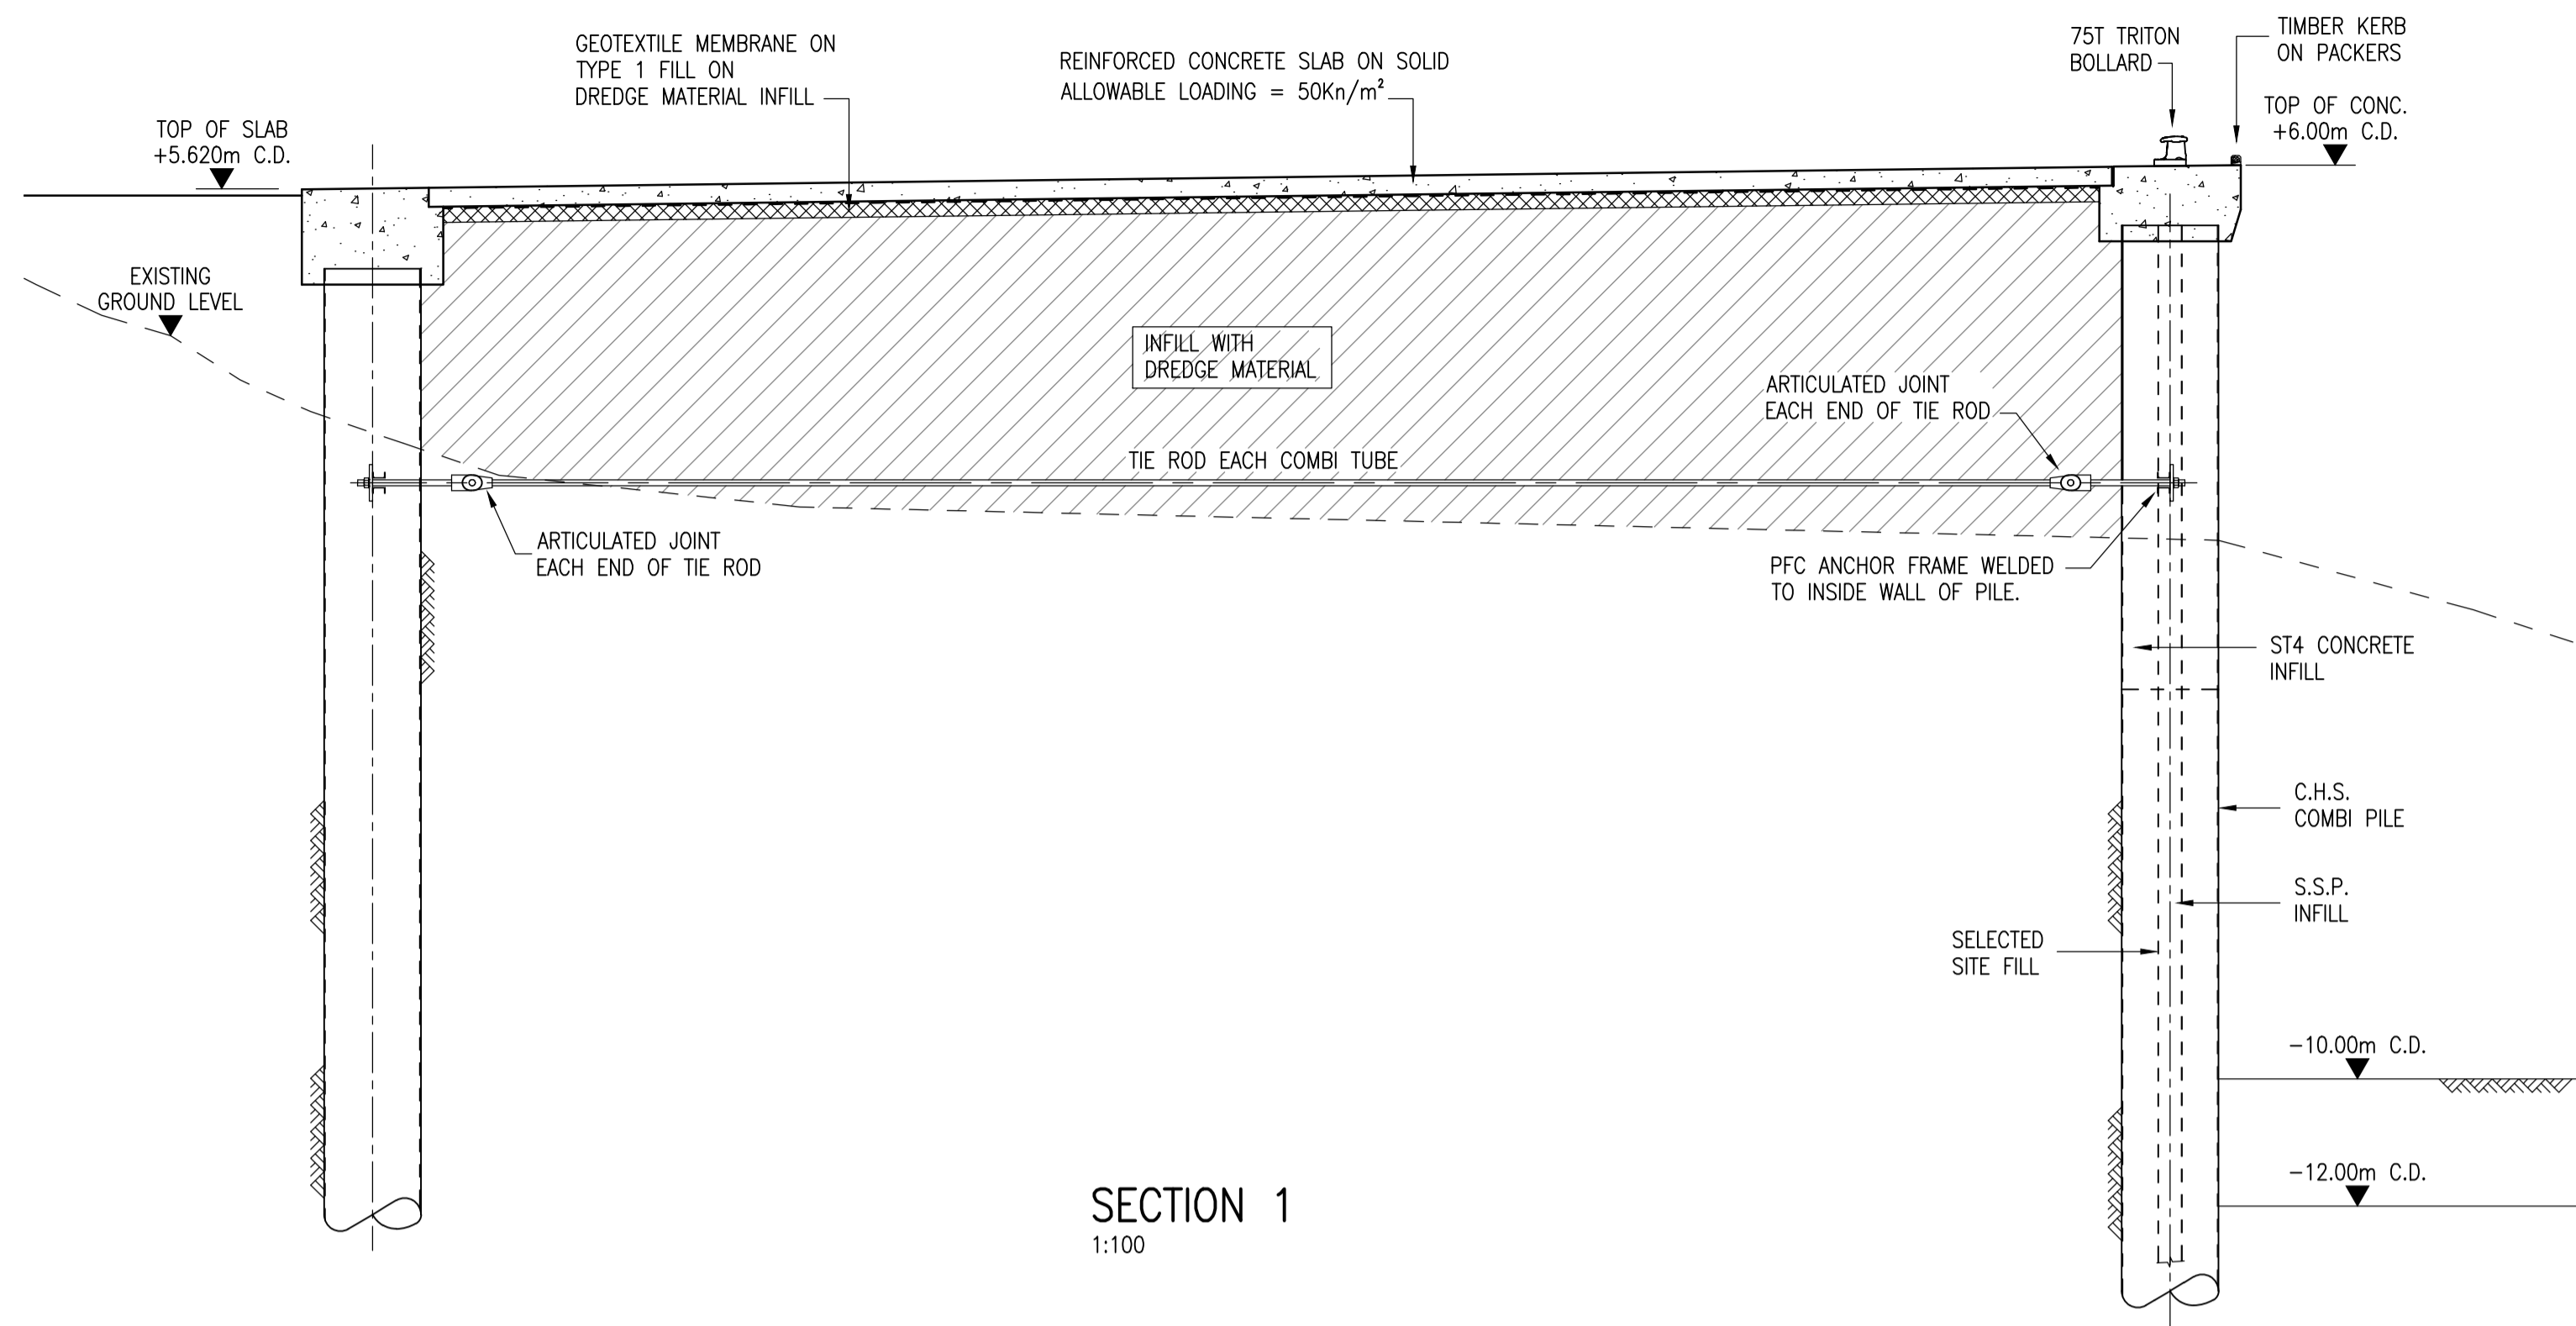 GEOTEXTILE MEMBRANE ON
TYPE 1 FILL ON
DREDGE MATERIAL INFILL
REINFORCED CONCRETE SLAB ON SOLID
ALLOWABLE LOADING = 50Kn/m²
75T TRITON
BOLLARD
TIMBER KERB
ON PACKERS
TOP OF SLAB
+5.620m C.D.
TOP OF CONC.
+6.00m C.D.
EXISTING
GROUND LEVEL
INFILL WITH
DREDGE MATERIAL
ARTICULATED JOINT
EACH END OF TIE ROD
TIE ROD EACH COMBI TUBE
ARTICULATED JOINT
EACH END OF TIE ROD
PFC ANCHOR FRAME WELDED
TO INSIDE WALL OF PILE.
ST4 CONCRETE
INFILL
C.H.S.
COMBI PILE
S.S.P.
INFILL
SELECTED
SITE FILL
-10.00m C.D.
-12.00m C.D.
SECTION 1
1:100